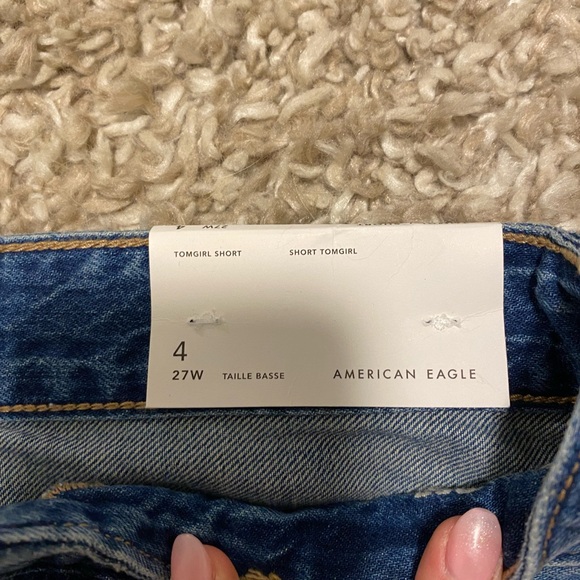 TOMGIRL SHORT SHORT TOMGIRL
4
27W TAILLE BASSE AMERICAN EAGLE